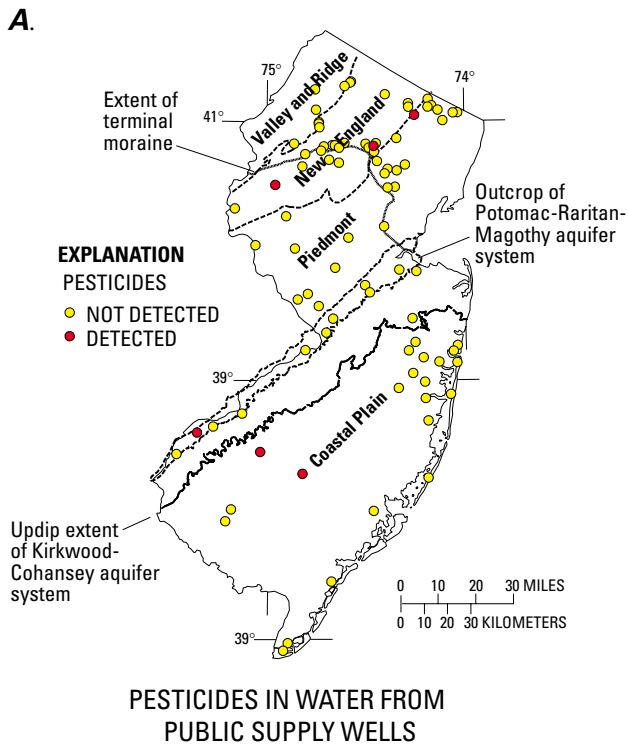 A.
75°
74°
Valley and Ridge
Extent of
terminal
moraine
41°
New England
Outcrop of
Potomac-Raritan-
Magothy aquifer
system
Piedmont
EXPLANATION
PESTICIDES
NOT DETECTED
DETECTED
39°
Coastal Plain
Updip extent
of Kirkwood-
Cohansey aquifer
system
0 10 20 30 MILES
0 10 20 30 KILOMETERS
39°
PESTICIDES IN WATER FROM
PUBLIC SUPPLY WELLS